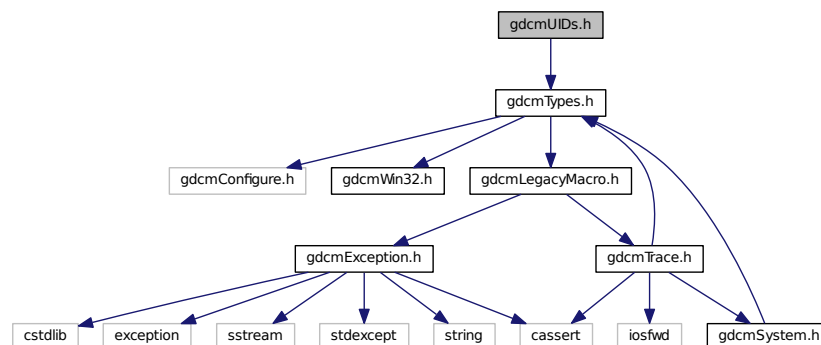 gdcmUIDs.h
gdcmTypes.h
gdcmConfigure.h
gdcmWin32.h
gdcmLegacyMacro.h
gdcmException.h
gdcmTrace.h
cstdlib
exception
sstream
stdexcept
string
cassert
iosfwd
gdcmSystem.h